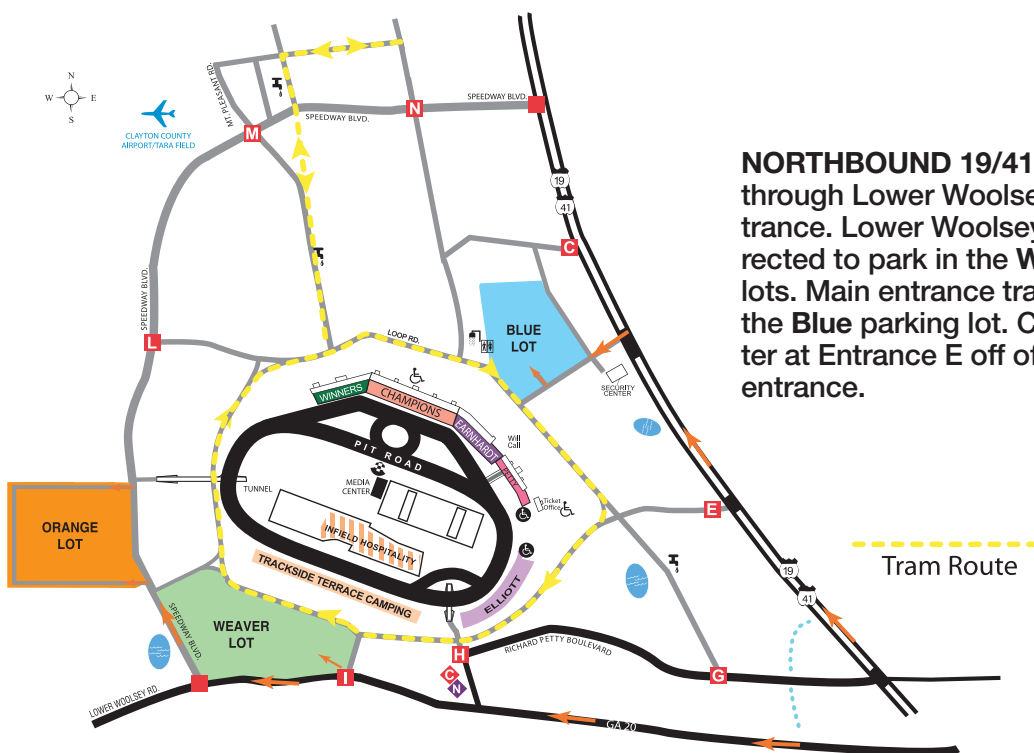 N
W E
S
CLAYTON COUNTY
AIRPORT/TARA FIELD
MT. PLEASANT RD.
M
SPEEDWAY BLVD.
N
SPEEDWAY BLVD.
19
41
C
NORTHBOUND 19/41
through Lower Woolse
trance. Lower Woolsey
rected to park in the W
lots. Main entrance tra
the Blue parking lot. C
ter at Entrance E off of
entrance.
SPEEDWAY BLVD.
L
LOOP RD.
BLUE
LOT
SECURITY
CENTER
WINNERS
CHAMPIONS
EARNHARDT
PETTY
Will
Call
Ticket
Office
PIT ROAD
MEDIA
CENTER
TUNNEL
INFIELD HOSPITALITY
TRACKSIDE TERRACE CAMPING
ELLIOTT
E
ORANGE
LOT
Tram Route
19
41
WEAVER
LOT
SPEEDWAY BLVD.
H
RICHARD PETTY BOULEVARD
G
I
C
N
LOWER WOOLSEY RD.
GA 20